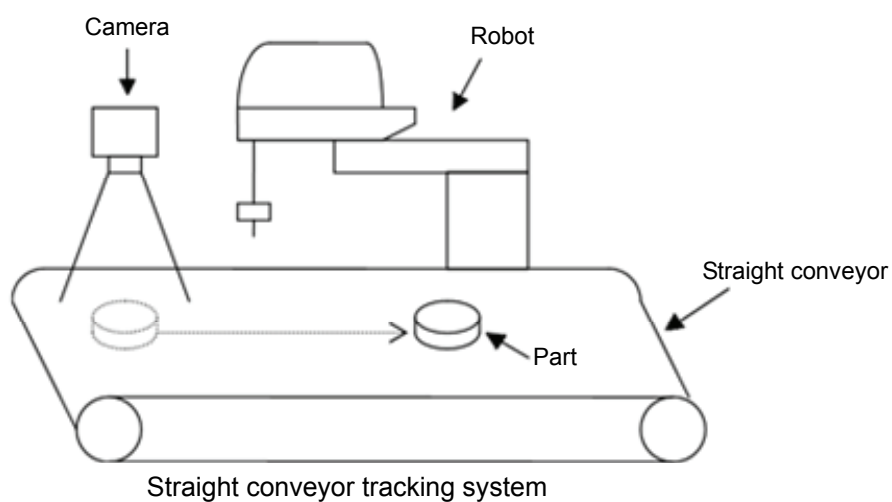 Camera
Robot
Straight conveyor
Part
Straight conveyor tracking system